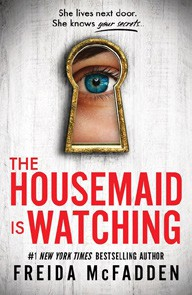 She lives next door.
She knows your secrets...
THE
HOUSEMAID
IS WATCHING
#1 NEW YORK TIMES BESTSELLING AUTHOR
FREIDA McFADDEN